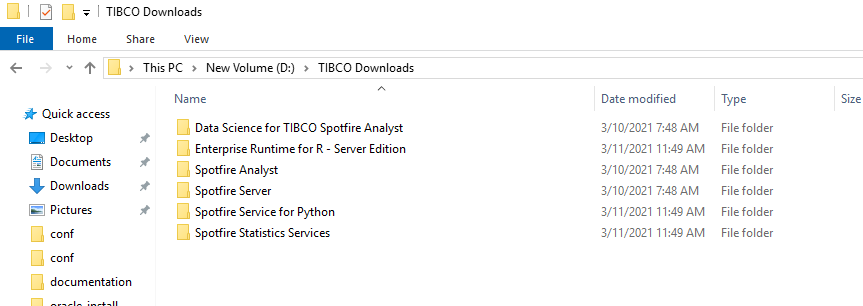 TIBCO Downloads
File Home Share View
This PC New Volume (D:) TIBCO Downloads
Name Date modified Type Size
Quick access
Desktop
Documents
Downloads
Pictures
conf
conf
documentation
oracle-install
Data Science for TIBCO Spotfire Analyst 3/10/2021 7:48 AM File folder
Enterprise Runtime for R - Server Edition 3/11/2021 11:49 AM File folder
Spotfire Analyst 3/10/2021 7:48 AM File folder
Spotfire Server 3/10/2021 7:48 AM File folder
Spotfire Service for Python 3/11/2021 11:49 AM File folder
Spotfire Statistics Services 3/11/2021 11:49 AM File folder